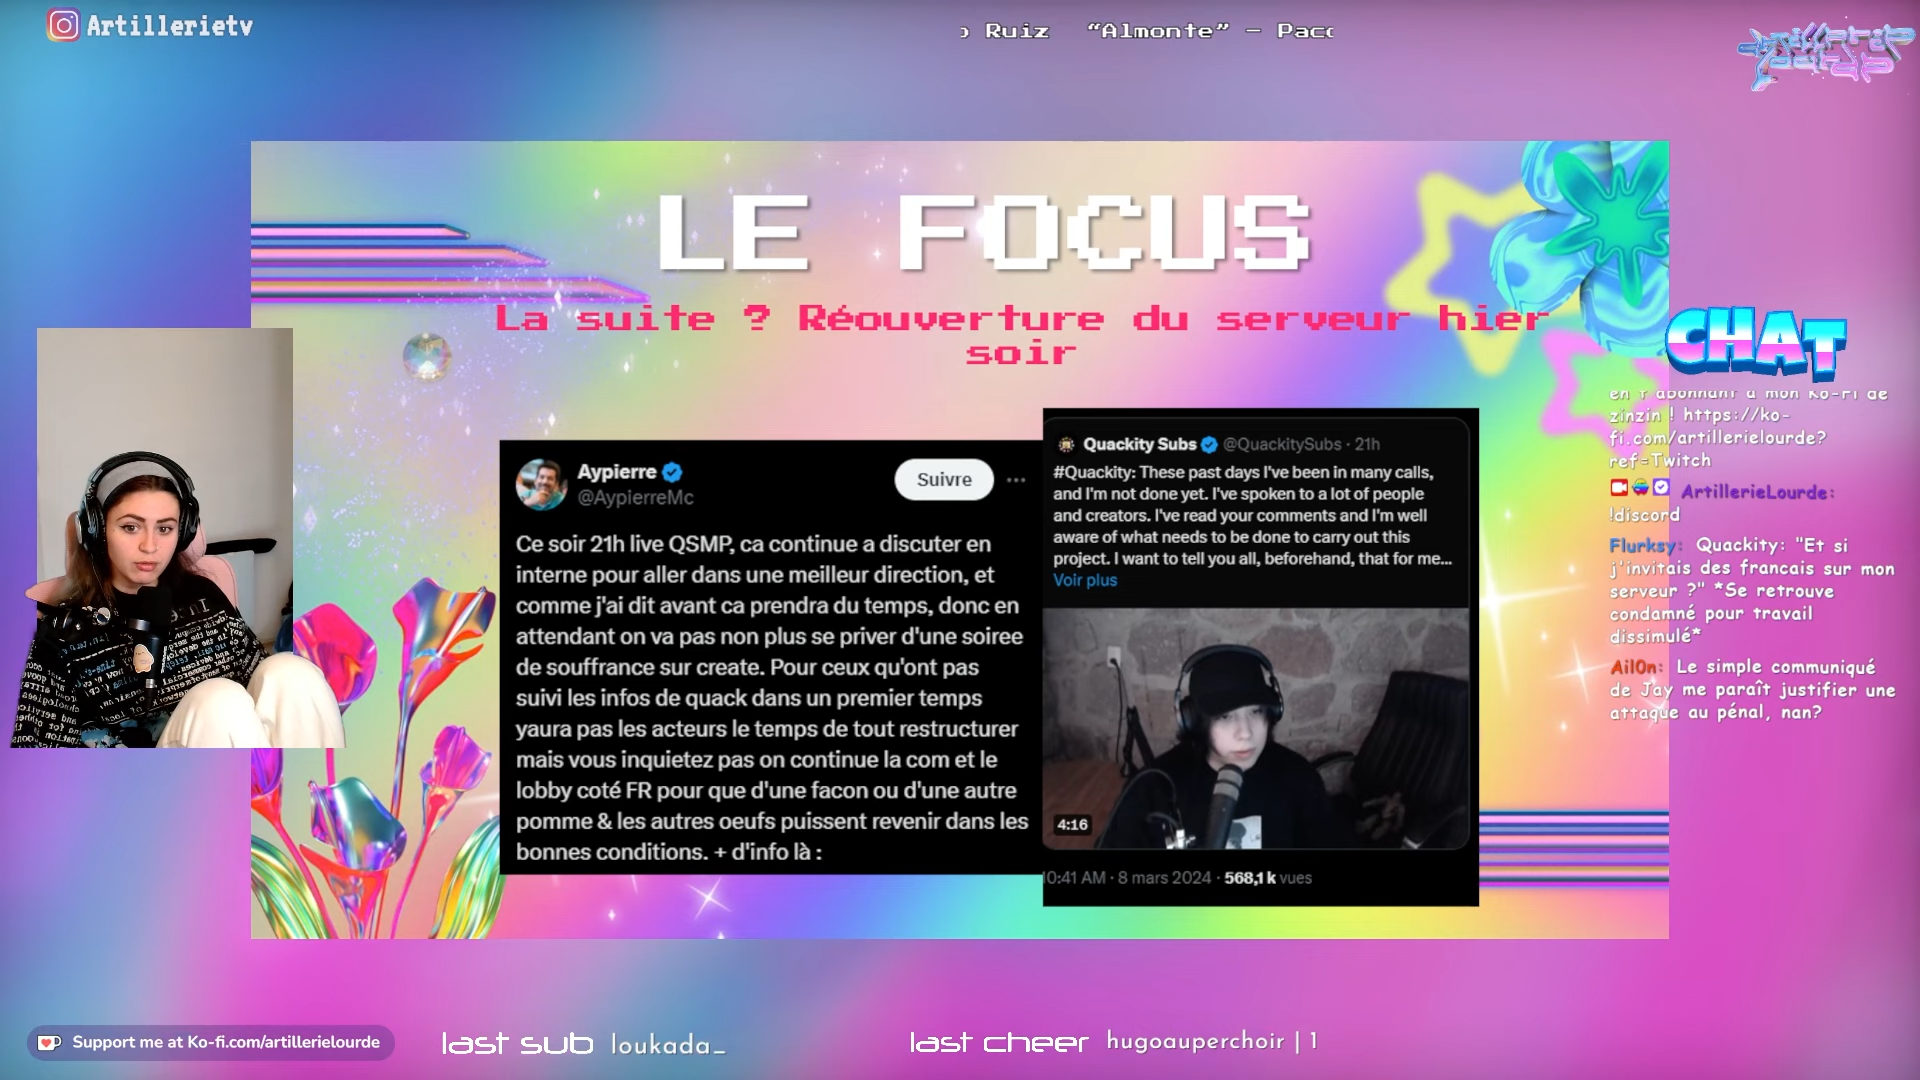 Artillerietv
Ruiz “Almonte” – Pacc
LE FOCUS
La suite ? Réouverture du serveur hier
soir
Aypierre
@AypierreMc
Suivre
Ce soir 21h live QSMP, ca continue a discuter en
interne pour aller dans une meilleur direction, et
comme j'ai dit avant ca prendra du temps, donc en
attendant on va pas non plus se priver d'une soiree
de souffrance sur create. Pour ceux qu'ont pas
suivi les infos de quack dans un premier temps
yaura pas les acteurs le temps de tout restructurer
mais vous inquietez pas on continue la com et le
lobby coté FR pour que d'une facon ou d'une autre
pomme & les autres oeufs puissent revenir dans les
bonnes conditions. + d'info là :
Quackity Subs @QuackitySubs · 21h
#Quackity: These past days I've been in many calls,
and I'm not done yet. I've spoken to a lot of people
and creators. I've read your comments and I'm well
aware of what needs to be done to carry out this
project. I want to tell you all, beforehand, that for me...
Voir plus
4:16
10:41 AM · 8 mars 2024 · 568,1 k vues
CHAT
en t'abonnant à mon Ko-Fi de
zinzin ! https://ko-
fi.com/artillerielourde?
ref=Twitch
ArtillerieLourde:
!discord
Flurksy: Quackity: "Et si
j'invitais des francais sur mon
serveur ?" *Se retrouve
condamné pour travail
dissimulé*
Ail0n: Le simple communiqué
de Jay me paraît justifier une
attaque au pénal, nan?
Support me at Ko-fi.com/artillerielourde
last sub loukada_
last cheer hugoauperchoir | 1